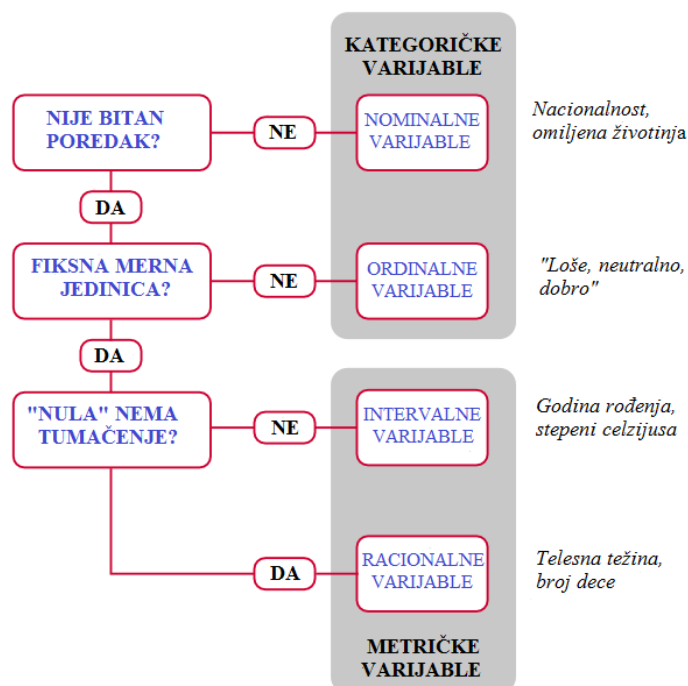 KATEGORIČKE
VARIJABLE
NIJE BITAN
POREDAK?
NE
NOMINALNE
VARIJABLE
Nacionalnost,
omiljena životinja
DA
FIKSNA MERNA
JEDINICA?
NE
ORDINALNE
VARIJABLE
"Loše, neutralno,
dobro"
DA
"NULA" NEMA
TUMAČENJE?
NE
INTERVALNE
VARIJABLE
Godina rođenja,
stepeni celzijusa
DA
RACIONALNE
VARIJABLE
Telesna težina,
broj dece
METRIČKE
VARIJABLE